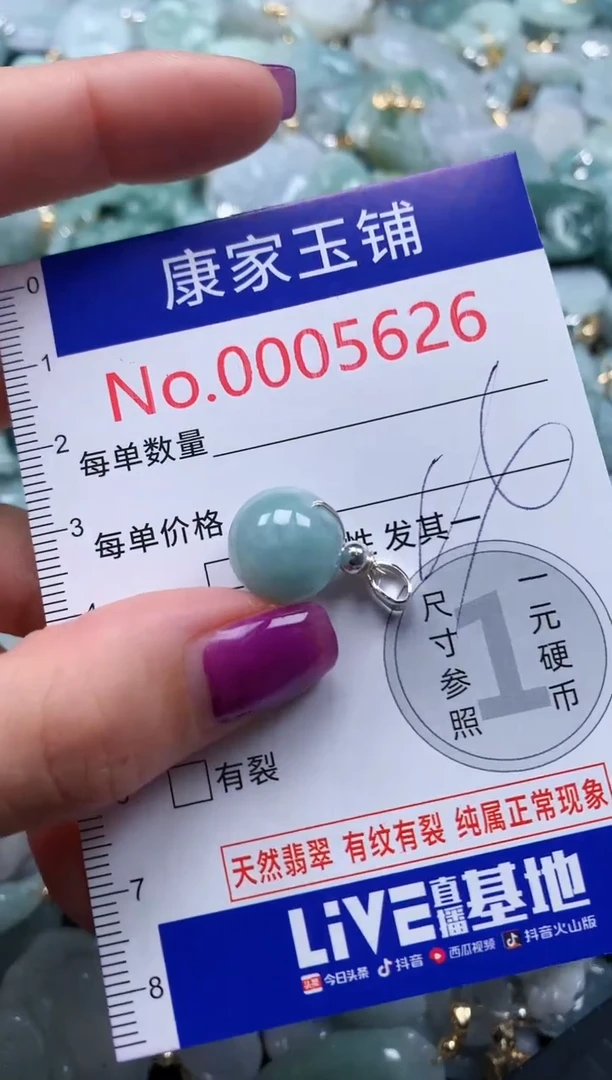 康家玉铺
No.0005626
0
1
2
3
4
7
8
每单数量
每单价格
性 发其一
一元硬币
尺寸参照
1
有裂
天然翡翠 有纹有裂 纯属正常现象
LiVE直播基地
头条 今日头条 抖音 西瓜视频 抖音火山版